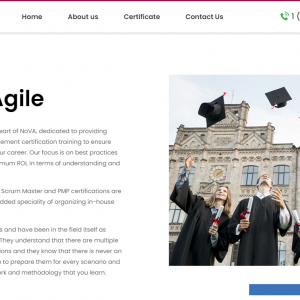 Home About us Certificate Contact Us 1 (
Agile
eart of NoVA, dedicated to providing
ement certification training to ensure
ur career. Our focus is on best practices
mum ROI, in terms of understanding and
Scrum Master and PMP certifications are
dded speciality of organizing in-house
s and have been in the field itself as
They understand that there are multiple
ions and they know that there is never an
to prepare them for every scenario and
rk and methodology that you learn.